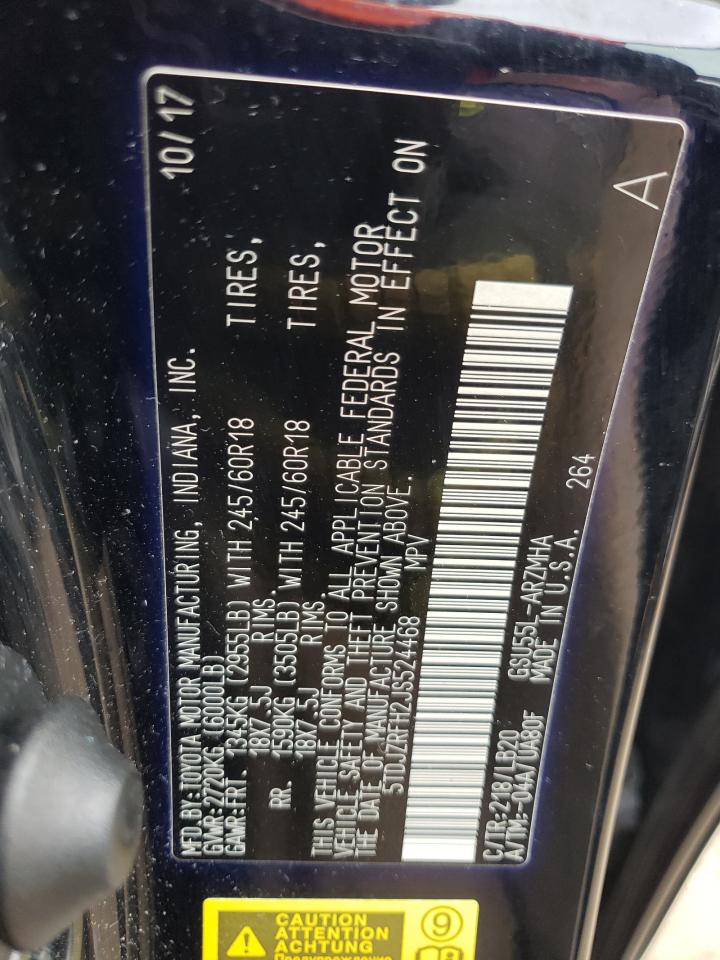 MFD.BY:TOYOTA MOTOR MANUFACTURING, INDIANA, INC. 10/17
GVWR:2720KG (6000LB)
GAWR:FRT. 1345KG (2955LB) WITH 245/60R18 TIRES,
18X7.5J RIMS.
RR. 1590KG (3505LB) WITH 245/60R18 TIRES,
18X7.5J RIMS
THIS VEHICLE CONFORMS TO ALL APPLICABLE FEDERAL MOTOR
VEHICLE SAFETY AND THEFT PREVENTION STANDARDS IN EFFECT ON
THE DATE OF MANUFACTURE SHOWN ABOVE.
5TDJZRFH2JS524468 MPV
C/TR:218/LB20 GSU55L-ARZMHA
A/TM:-04A/UA80F MADE IN U.S.A. 264
A
CAUTION
ATTENTION
ACHTUNG
Предупреждение
9